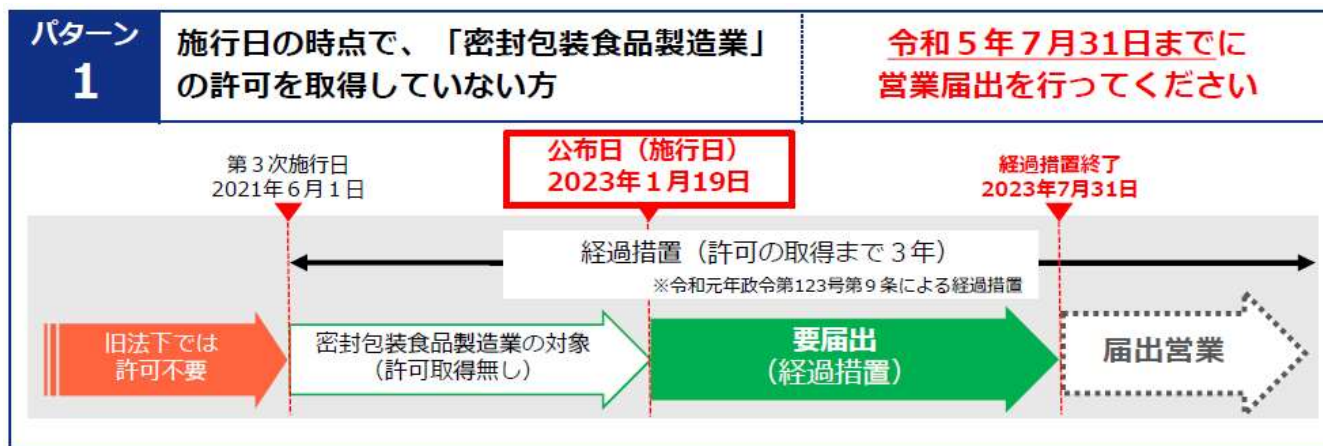 パターン
1
施行日の時点で、「密封包装食品製造業」
の許可を取得していない方
令和５年７月31日までに
営業届出を行ってください
第３次施行日
2021年６月１日
公布日（施行日）
2023年１月19日
経過措置終了
2023年7月31日
経過措置（許可の取得まで３年）
※令和元年政令第123号第９条による経過措置
旧法下では
許可不要
密封包装食品製造業の対象
（許可取得無し）
要届出
（経過措置）
届出営業